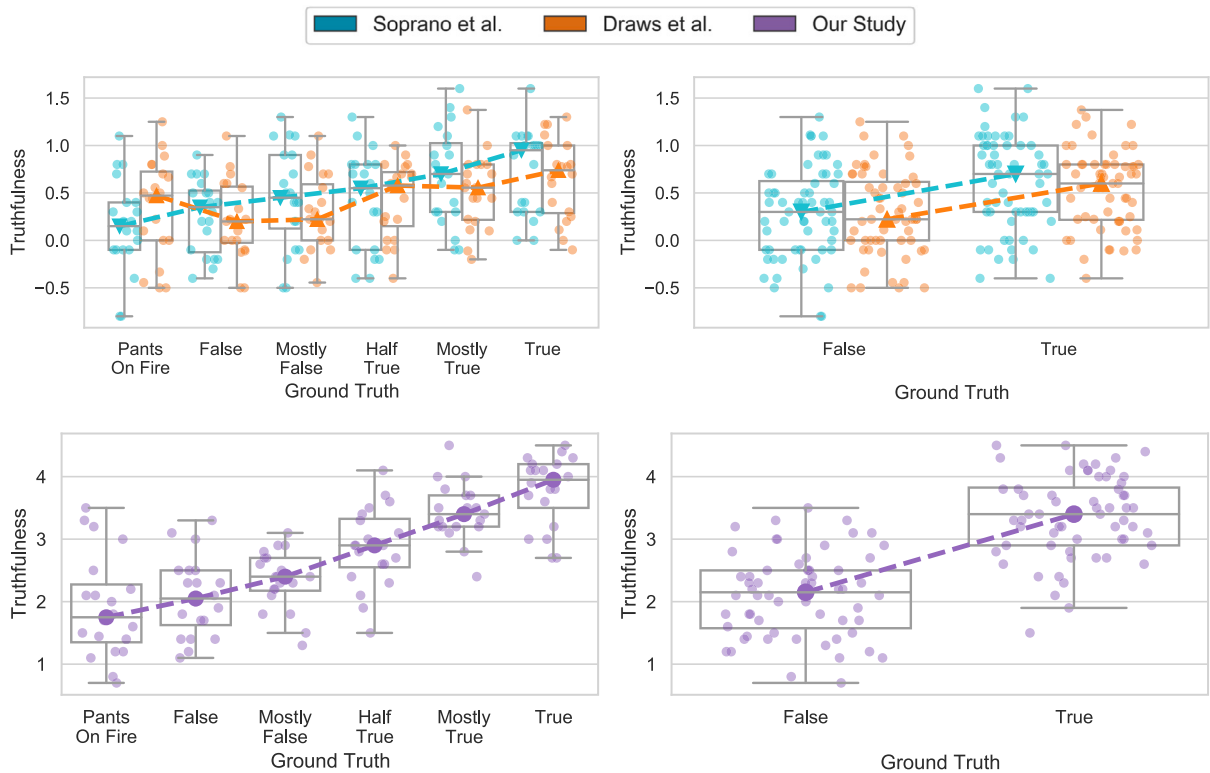 Soprano et al. Draws et al. Our Study
Truthfulness
1.5
1.0
0.5
0.0
−0.5
Pants
On Fire
False
Mostly
False
Half
True
Mostly
True
True
Ground Truth
Truthfulness
1.5
1.0
0.5
0.0
−0.5
False
True
Ground Truth
Truthfulness
4
3
2
1
Pants
On Fire
False
Mostly
False
Half
True
Mostly
True
True
Ground Truth
Truthfulness
4
3
2
1
False
True
Ground Truth